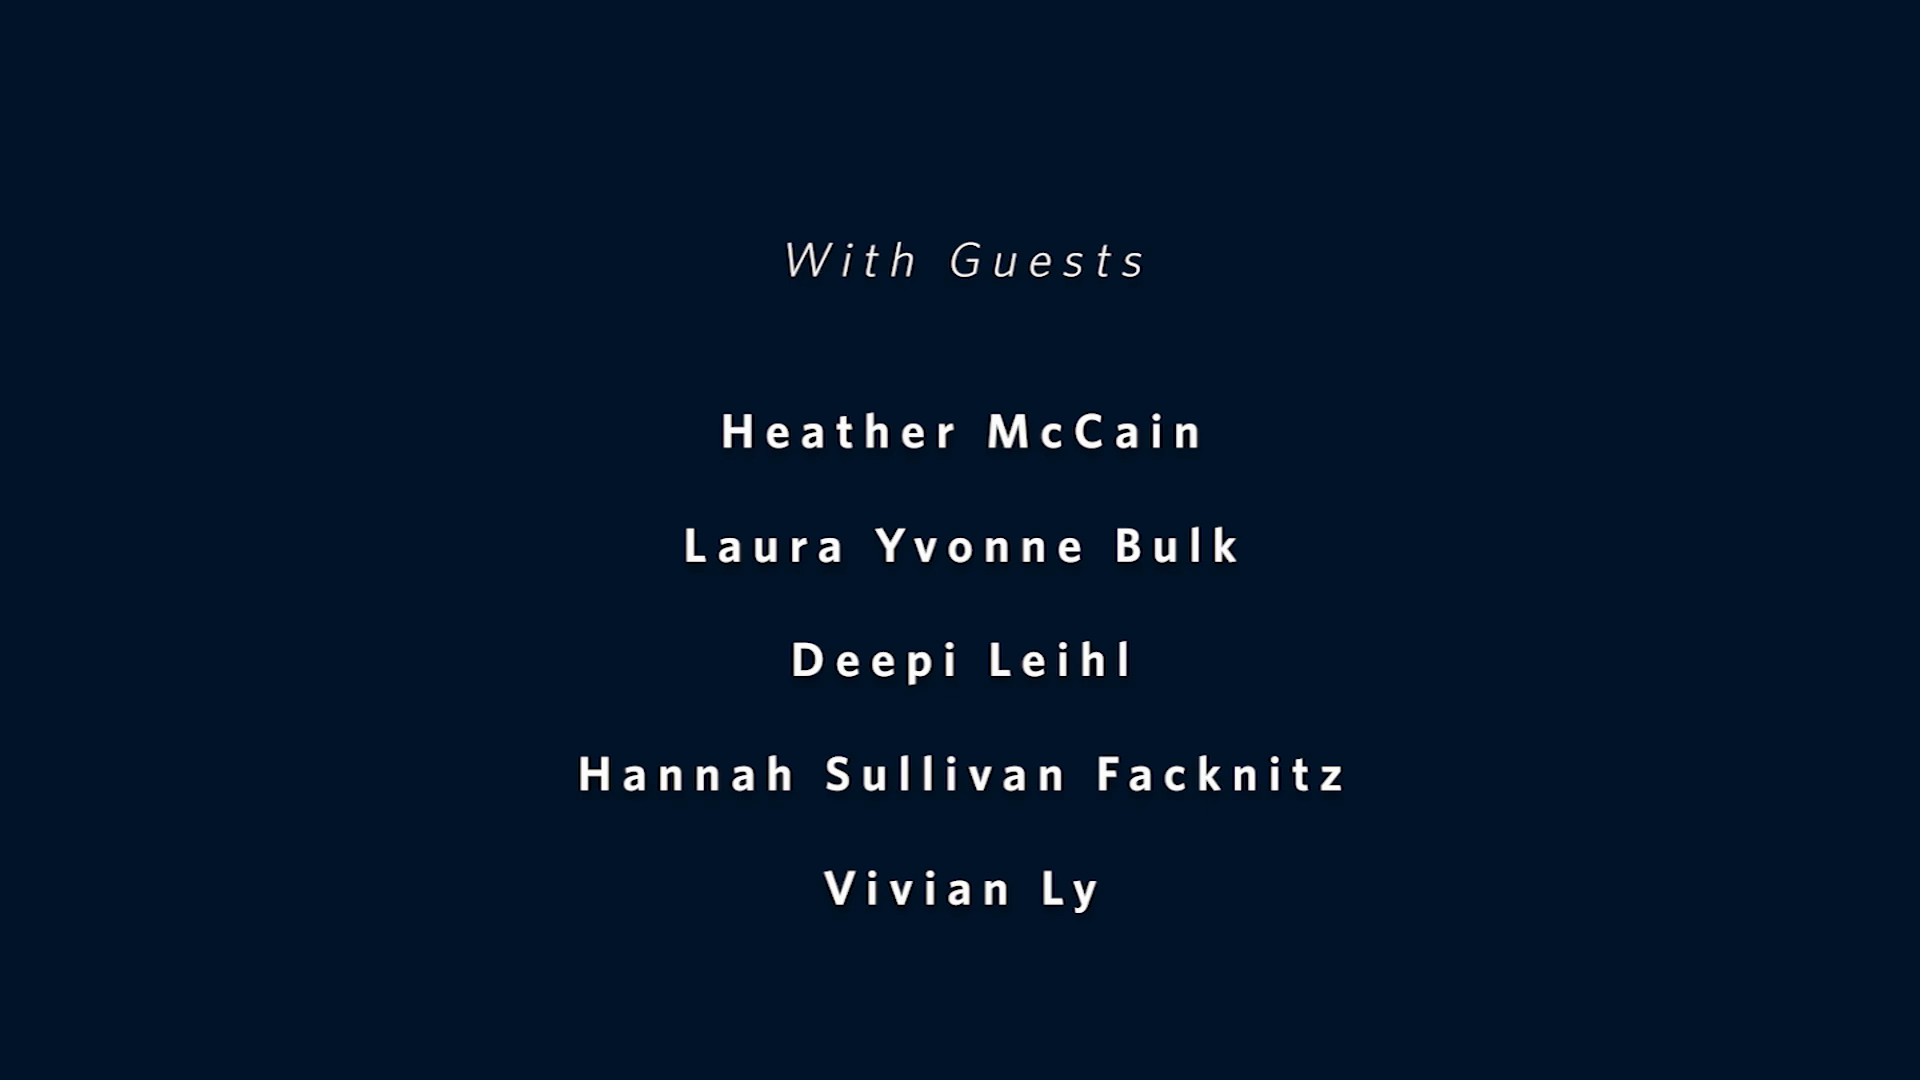 With Guests
Heather McCain
Laura Yvonne Bulk
Deepi Leihl
Hannah Sullivan Facknitz
Vivian Ly